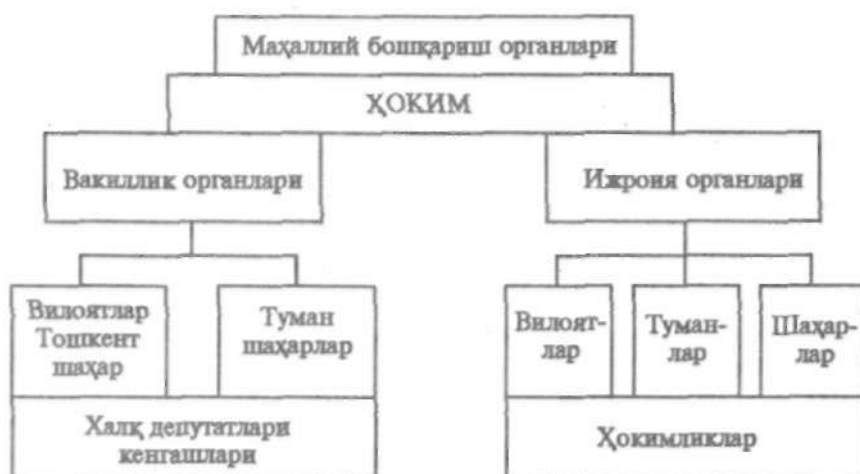 Маҳаллий бошқариш органлари
ҲОКИМ
Вакиллик органлари
Ижроия органлари
Вилоятлар
Тошкент
шаҳар
Туман
шаҳарлар
Вилоят-
лар
Туман-
лар
Шаҳар-
лар
Халқ депутатлари
кенгашлари
Ҳокимликлар